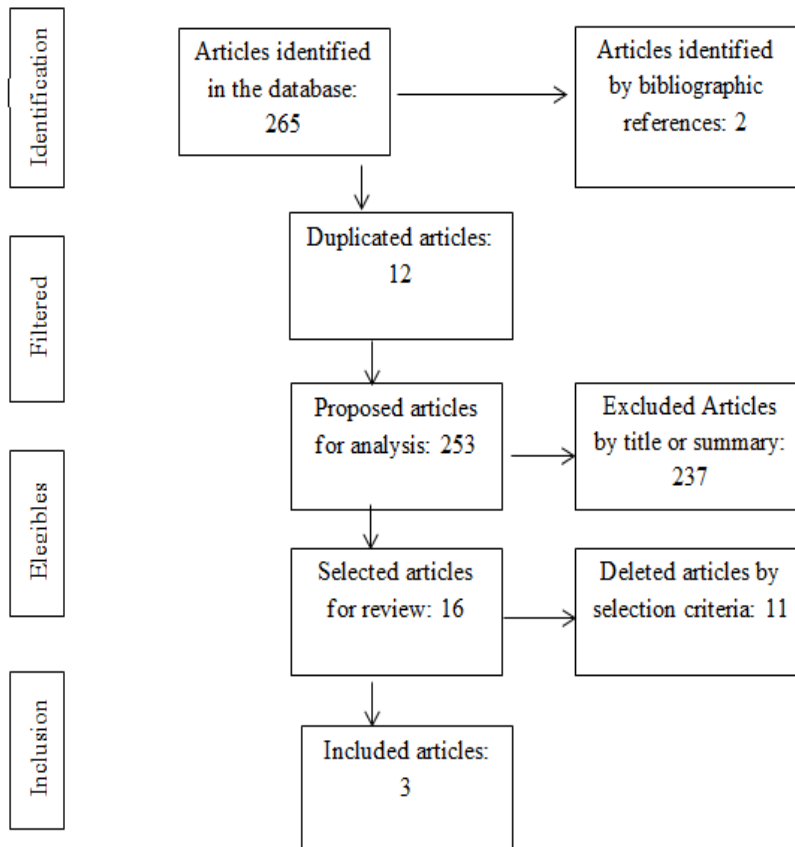 Identification
Articles identified
in the database:
265
Articles identified
by bibliographic
references: 2
Duplicated articles:
12
Filtered
Proposed articles
for analysis: 253
Excluded Articles
by title or summary:
237
Elegibles
Selected articles
for review: 16
Deleted articles by
selection criteria: 11
Inclusion
Included articles:
3